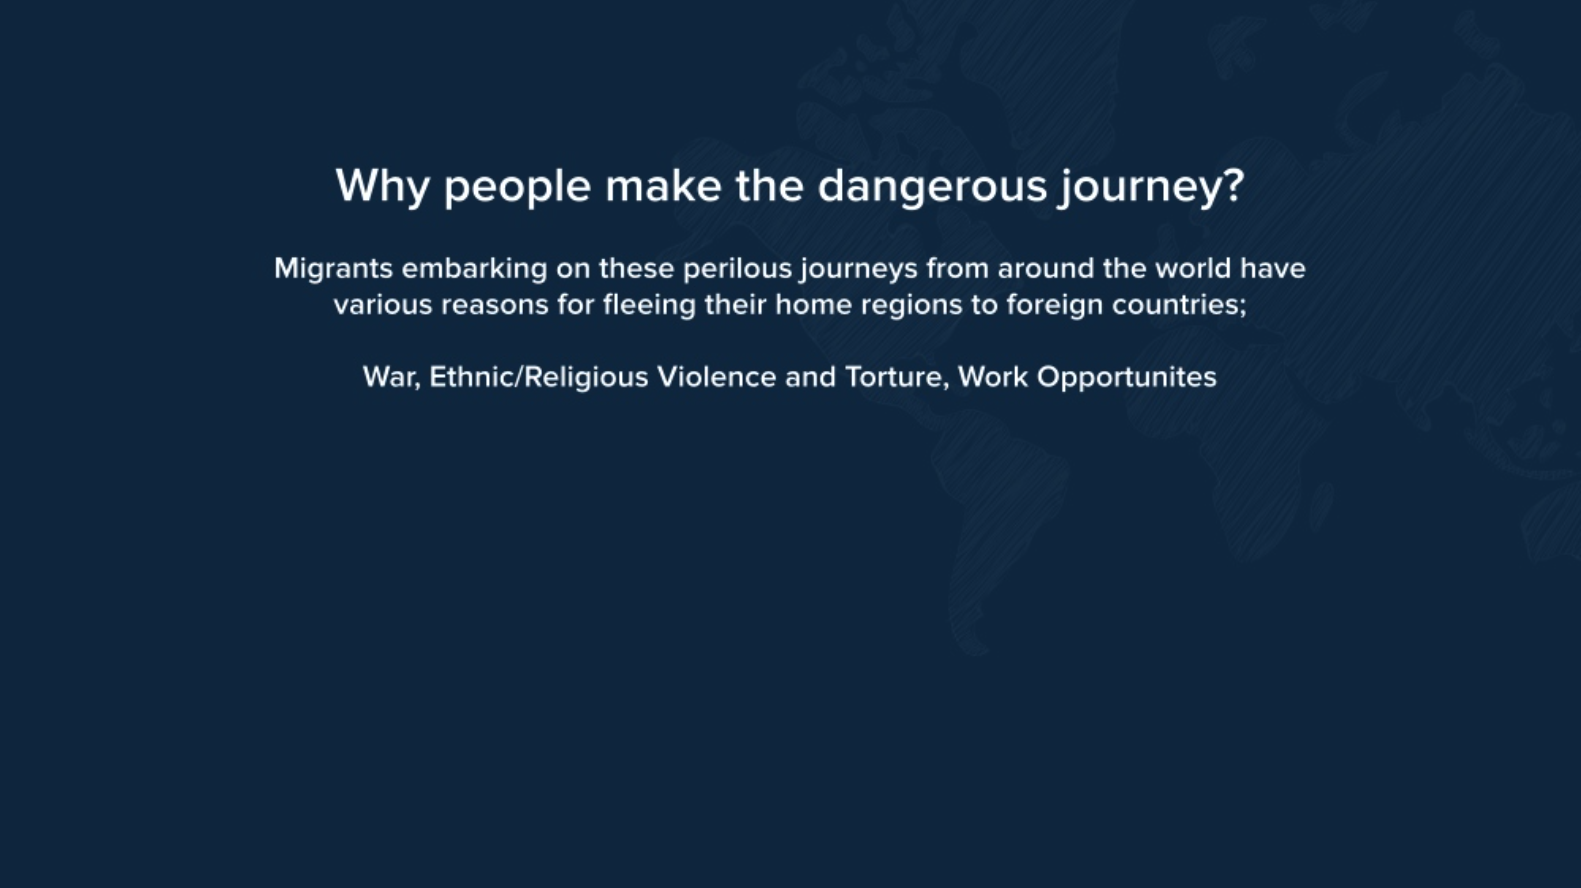 Why people make the dangerous journey?
Migrants embarking on these perilous journeys from around the world have
various reasons for fleeing their home regions to foreign countries;
War, Ethnic/Religious Violence and Torture, Work Opportunites